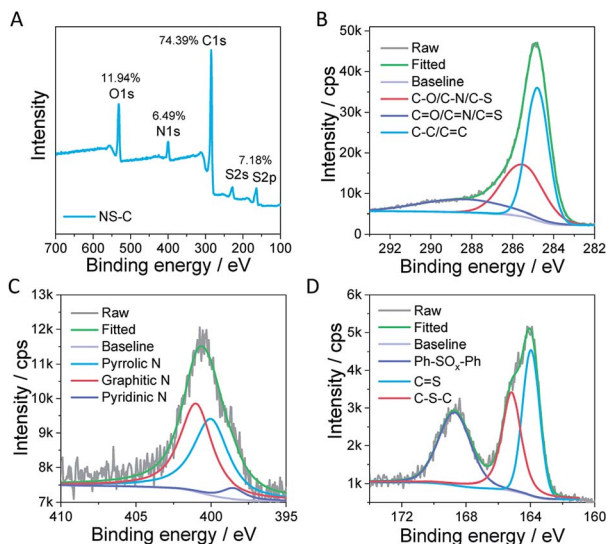 A
74.39%
C1s
11.94%
O1s
6.49%
N1s
7.18%
S2s S2p
NS-C
Intensity
700 600 500 400 300 200 100
Binding energy / eV
B
50k
40k
30k
20k
10k
0
Raw
Fitted
Baseline
C-O/C-N/C-S
C=O/C=N/C=S
C-C/C=C
Intensity / cps
292 290 288 286 284 282
Binding energy / eV
C
13k
12k
11k
10k
9k
8k
7k
Raw
Fitted
Baseline
Pyrrolic N
Graphitic N
Pyridinic N
Intensity / cps
410 405 400 395
Binding energy / eV
D
6k
5k
4k
3k
2k
1k
0
Raw
Fitted
Baseline
Ph-SOₓ-Ph
C=S
C-S-C
Intensity / cps
172 168 164 160
Binding energy / eV